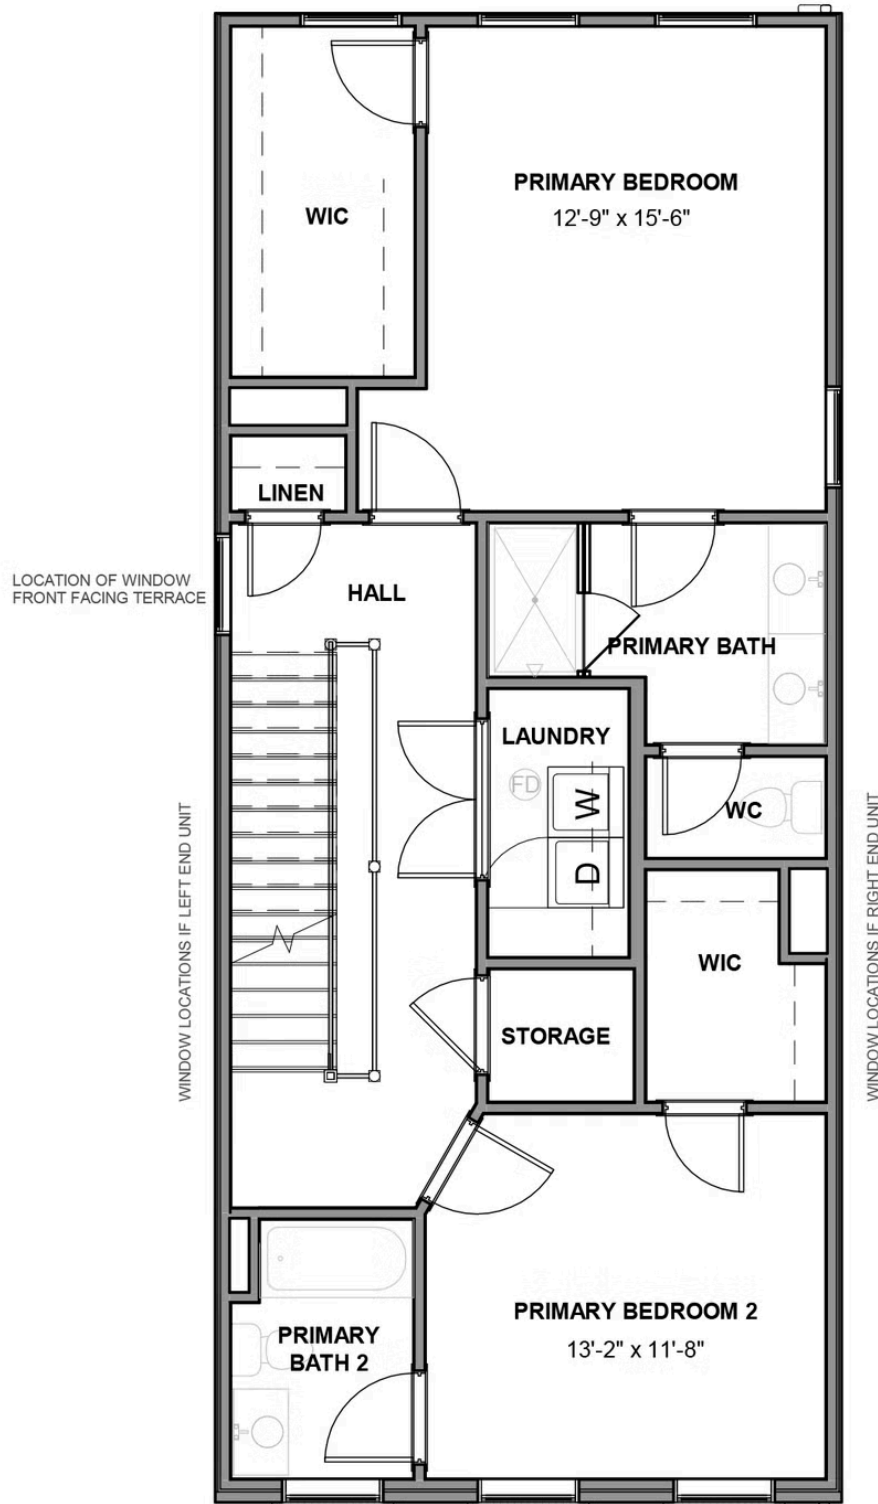 PRIMARY BEDROOM
12'-9" x 15'-6"
WIC
LINEN
LOCATION OF WINDOW
FRONT FACING TERRACE
HALL
PRIMARY BATH
LAUNDRY
FD
W
D
WC
WINDOW LOCATIONS IF LEFT END UNIT
WINDOW LOCATIONS IF RIGHT END UNIT
WIC
STORAGE
PRIMARY BEDROOM 2
13'-2" x 11'-8"
PRIMARY
BATH 2